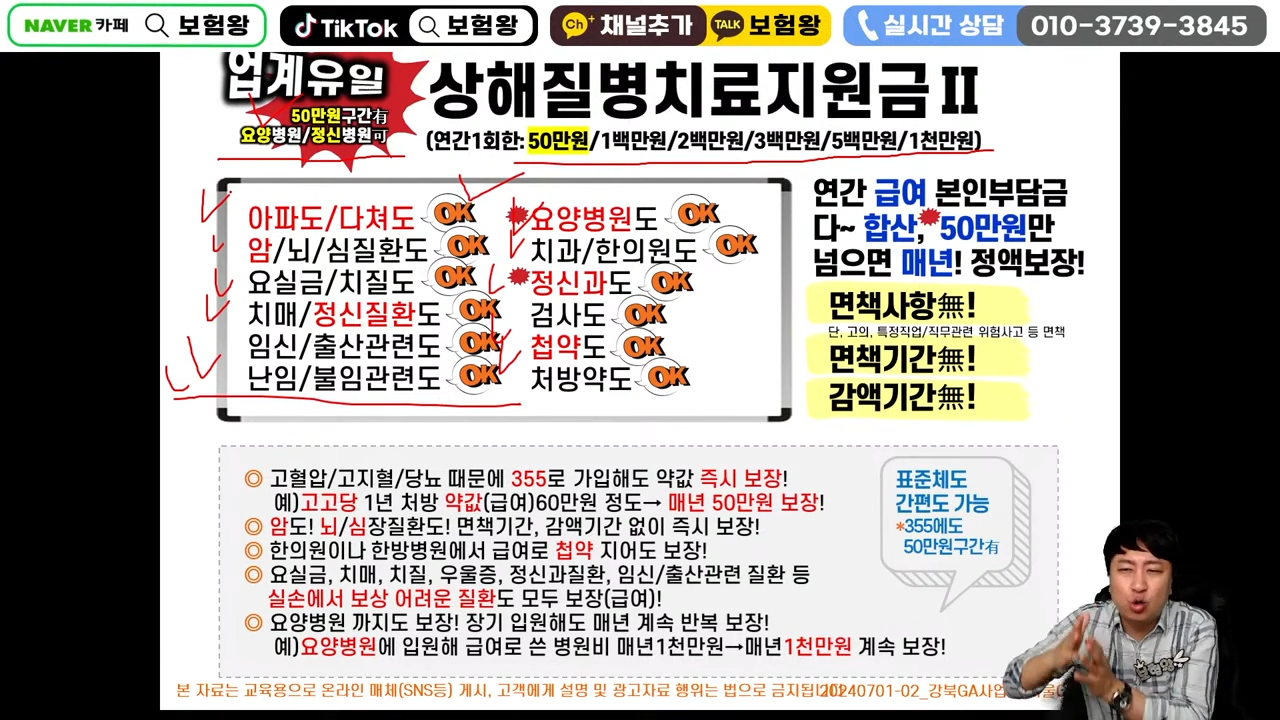 NAVER 카페 보험왕
TikTok 보험왕
Ch+ 채널추가 TALK 보험왕
실시간 상담 010-3739-3845
업계유일
50만원구간有
요양병원/정신병원可
상해질병치료지원금Ⅱ
(연간1회한: 50만원/1백만원/2백만원/3백만원/5백만원/1천만원)
아파도/다쳐도 OK
암/뇌/심질환도 OK
요실금/치질도 OK
치매/정신질환도 OK
임신/출산관련도 OK
난임/불임관련도 OK
요양병원도 OK
치과/한의원도 OK
정신과도 OK
검사도 OK
첩약도 OK
처방약도 OK
연간 급여 본인부담금
다~ 합산, 50만원만
넘으면 매년! 정액보장!
면책사항無!
단, 고의, 특정직업/직무관련 위험사고 등 면책
면책기간無!
감액기간無!
◎ 고혈압/고지혈/당뇨 때문에 355로 가입해도 약값 즉시 보장!
예)고고당 1년 처방 약값(급여)60만원 정도→ 매년 50만원 보장!
◎ 암도! 뇌/심장질환도! 면책기간, 감액기간 없이 즉시 보장!
◎ 한의원이나 한방병원에서 급여로 첩약 지어도 보장!
◎ 요실금, 치매, 치질, 우울증, 정신과질환, 임신/출산관련 질환 등
실손에서 보상 어려운 질환도 모두 보장(급여)!
◎ 요양병원 까지도 보장! 장기 입원해도 매년 계속 반복 보장!
예)요양병원에 입원해 급여로 쓴 병원비 매년1천만원→매년1천만원 계속 보장!
표준체도
간편도 가능
*355에도
50만원구간有
본 자료는 교육용으로 온라인 매체(SNS등) 게시, 고객에게 설명 및 광고자료 행위는 법으로 금지됩니다. 20240701-02_강북GA사업
보험왕